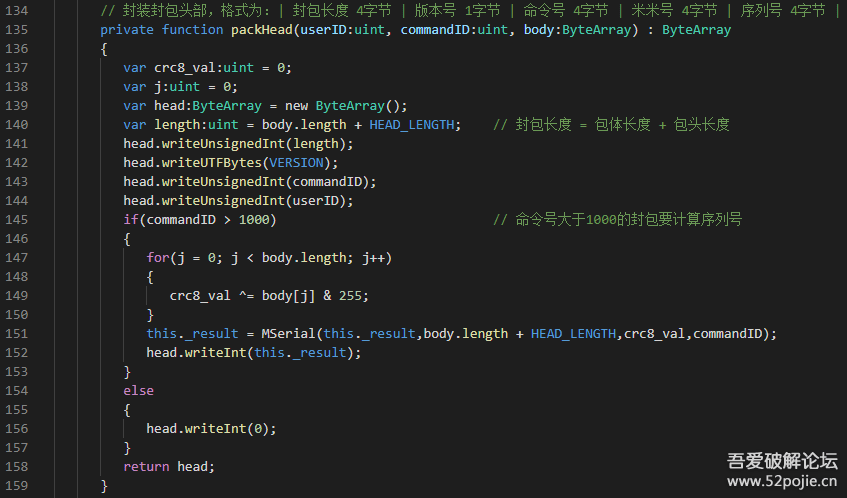 134 // 封装封包头部，格式为：| 封包长度 4字节 | 版本号 1字节 | 命令号 4字节 | 米米号 4字节 | 序列号 4字节 |
135 private function packHead(userID:uint, commandID:uint, body:ByteArray) : ByteArray
136 {
137 var crc8_val:uint = 0;
138 var j:uint = 0;
139 var head:ByteArray = new ByteArray();
140 var length:uint = body.length + HEAD_LENGTH; // 封包长度 = 包体长度 + 包头长度
141 head.writeUnsignedInt(length);
142 head.writeUTFBytes(VERSION);
143 head.writeUnsignedInt(commandID);
144 head.writeUnsignedInt(userID);
145 if(commandID > 1000) // 命令号大于1000的封包要计算序列号
146 {
147 for(j = 0; j < body.length; j++)
148 {
149 crc8_val ^= body[j] & 255;
150 }
151 this._result = MSerial(this._result,body.length + HEAD_LENGTH,crc8_val,commandID);
152 head.writeInt(this._result);
153 }
154 else
155 {
156 head.writeInt(0);
157 }
158 return head;
159 }
吾爱破解论坛
www.52pojie.cn